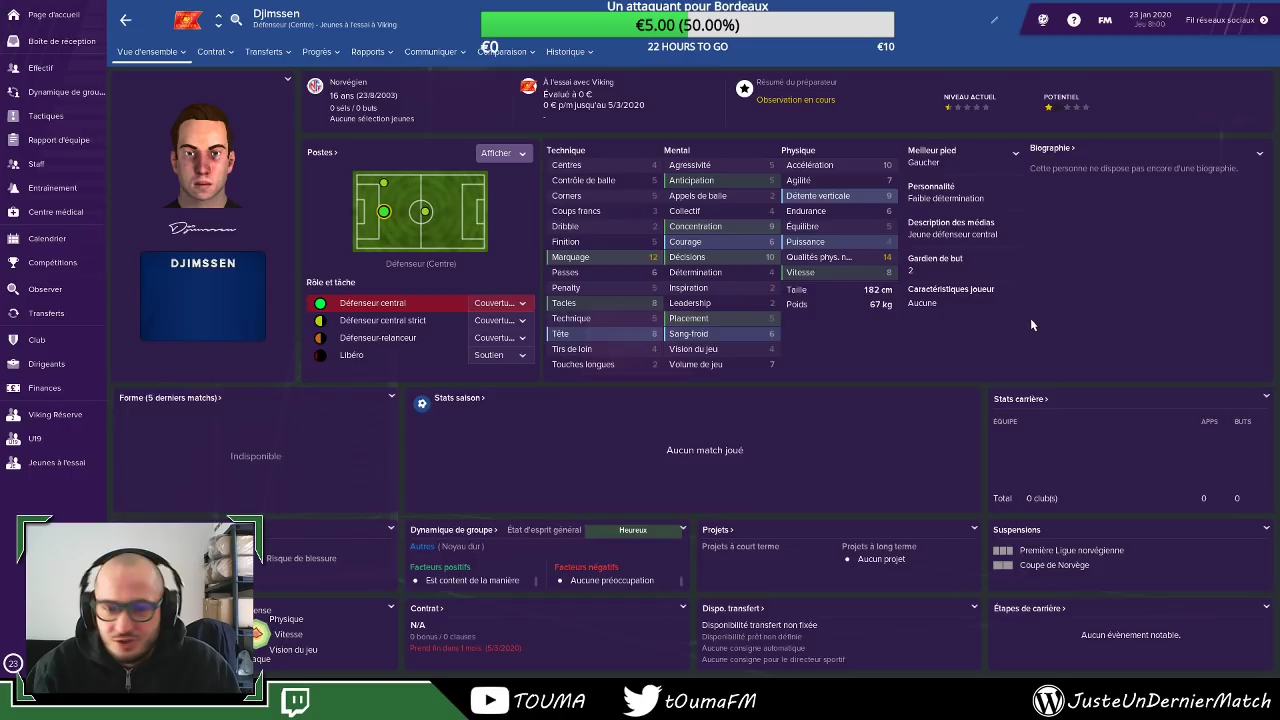 Un attaquant pour Bordeaux
€5.00 (50.00%)
€0
22 HOURS TO GO
€10
Djimssen
Défenseur (Centre) - Jeunes à l'essai à Viking
FM
23 jan 2020
Jeu 8h00
Fil réseaux sociaux
Vue d'ensemble
Contrat
Transferts
Progrès
Rapports
Communiquer
Comparaison
Historique
Page d'accueil
Boîte de réception
Effectif
Dynamique de grou...
Tactiques
Rapport d'équipe
Staff
Entraînement
Centre médical
Calendrier
Compétitions
Observer
Transferts
Club
Dirigeants
Finances
Viking Réserve
U19
Jeunes à l'essai
23
DJIMSSEN
Norvégien
16 ans (23/8/2003)
0 séls / 0 buts
Aucune sélection jeunes
À l'essai avec Viking
Évalué à 0 €
0 € p/m jusqu'au 5/3/2020
-
Résumé du préparateur
Observation en cours
NIVEAU ACTUEL
POTENTIEL
Postes
Afficher
Défenseur (Centre)
Rôle et tâche
Défenseur central Couvertu...
Défenseur central strict Couvertu...
Défenseur-relanceur Couvertu...
Libéro Soutien
Technique
Centres 4
Contrôle de balle 5
Corners 5
Coups francs 3
Dribble 2
Finition 5
Marquage 12
Passes 6
Penalty 5
Tacles 8
Technique 5
Tête 8
Tirs de loin 4
Touches longues 2
Mental
Agressivité 5
Anticipation 5
Appels de balle 2
Collectif 4
Concentration 9
Courage 6
Décisions 10
Détermination 4
Inspiration 2
Leadership 2
Placement 5
Sang-froid 6
Vision du jeu 4
Volume de jeu 7
Physique
Accélération 10
Agilité 7
Détente verticale 9
Endurance 6
Équilibre 5
Puissance 4
Qualités phys. n... 14
Vitesse 8
Taille 182 cm
Poids 67 kg
Meilleur pied
Gaucher
Personnalité
Faible détermination
Description des médias
Jeune défenseur central
Gardien de but
2
Caractéristiques joueur
Aucune
Biographie
Cette personne ne dispose pas encore d'une biographie.
Forme (5 derniers matchs)
Indisponible
Stats saison
Aucun match joué
Stats carrière
ÉQUIPE APPS BUTS
Total 0 club(s) 0 0
Risque de blessure
Physique
Vitesse
Vision du jeu
Dynamique de groupe
État d'esprit général
Heureux
Autres ( Noyau dur )
Facteurs positifs
Est content de la manière
Facteurs négatifs
Aucune préoccupation
Projets
Projets à court terme
Projets à long terme
Aucun projet
Suspensions
Première Ligue norvégienne
Coupe de Norvège
Contrat
N/A
0 bonus / 0 clauses
Prend fin dans 1 mois. (5/3/2020)
Dispo. transfert
Disponibilité transfert non fixée
Disponibilité prêt non définie
Aucune consigne automatique
Aucune consigne pour le directeur sportif
Étapes de carrière
Aucun évènement notable.
TOUMA
tOumaFM
JusteUnDernierMatch